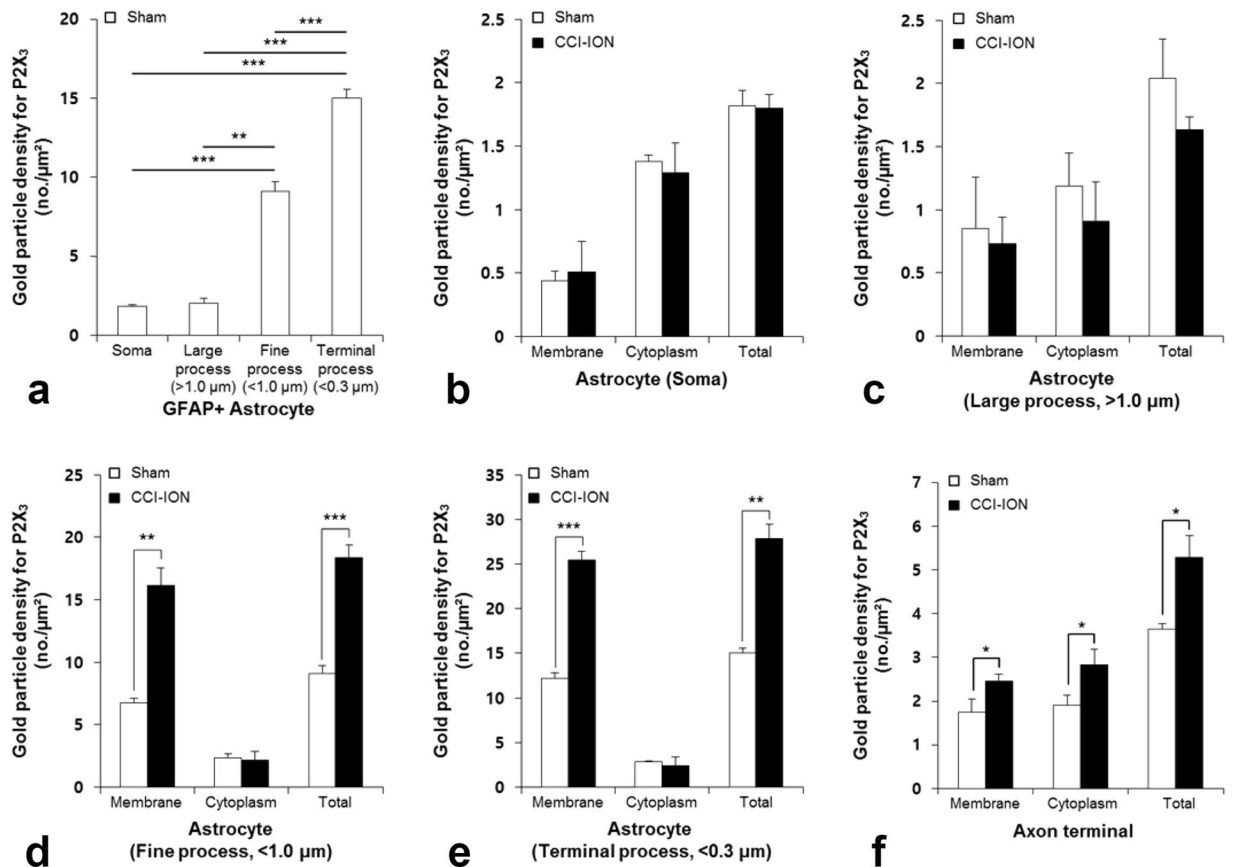 Sham
***
***
***
**
***
Gold particle density for P2X₃
(no./µm²)
20
15
10
5
0
Soma
Large
process
(>1.0 µm)
Fine
process
(<1.0 µm)
Terminal
process
(<0.3 µm)
GFAP+ Astrocyte
a
Sham
CCI-ION
Gold particle density for P2X₃
(no./µm²)
2.5
2
1.5
1
0.5
0
Membrane Cytoplasm Total
Astrocyte (Soma)
b
Sham
CCI-ION
Gold particle density for P2X₃
(no./µm²)
2.5
2
1.5
1
0.5
0
Membrane Cytoplasm Total
Astrocyte
(Large process, >1.0 µm)
c
Sham
CCI-ION
** ***
Gold particle density for P2X₃
(no./µm²)
25
20
15
10
5
0
Membrane Cytoplasm Total
Astrocyte
(Fine process, <1.0 µm)
d
Sham
CCI-ION
*** **
Gold particle density for P2X₃
(no./µm²)
35
30
25
20
15
10
5
0
Membrane Cytoplasm Total
Astrocyte
(Terminal process, <0.3 µm)
e
Sham
CCI-ION
* * *
Gold particle density for P2X₃
(no./µm²)
7
6
5
4
3
2
1
0
Membrane Cytoplasm Total
Axon terminal
f